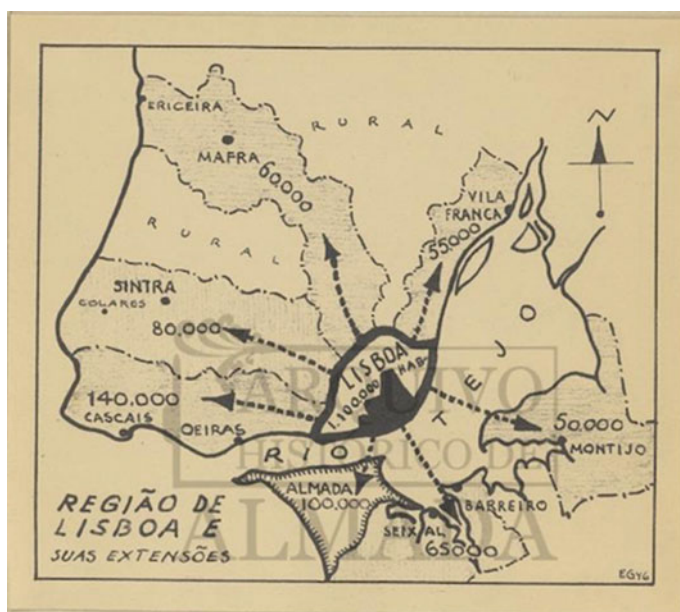 ERICEIRA
RURAL
MAFRA
60.000
N
VILA
FRANCA
55.000
RURAL
SINTRA
COLARES
80.000
LISBOA
1.100.000 HAB.
TEJO
140.000
CASCAIS
OEIRAS
50.000
MONTIJO
RIO
ALMADA
100.000
BARREIRO
SEIXAL
65000
REGIÃO DE
LISBOA E
SUAS EXTENSÕES
ARQUIVO
HISTÓRICO DE
ALMADA